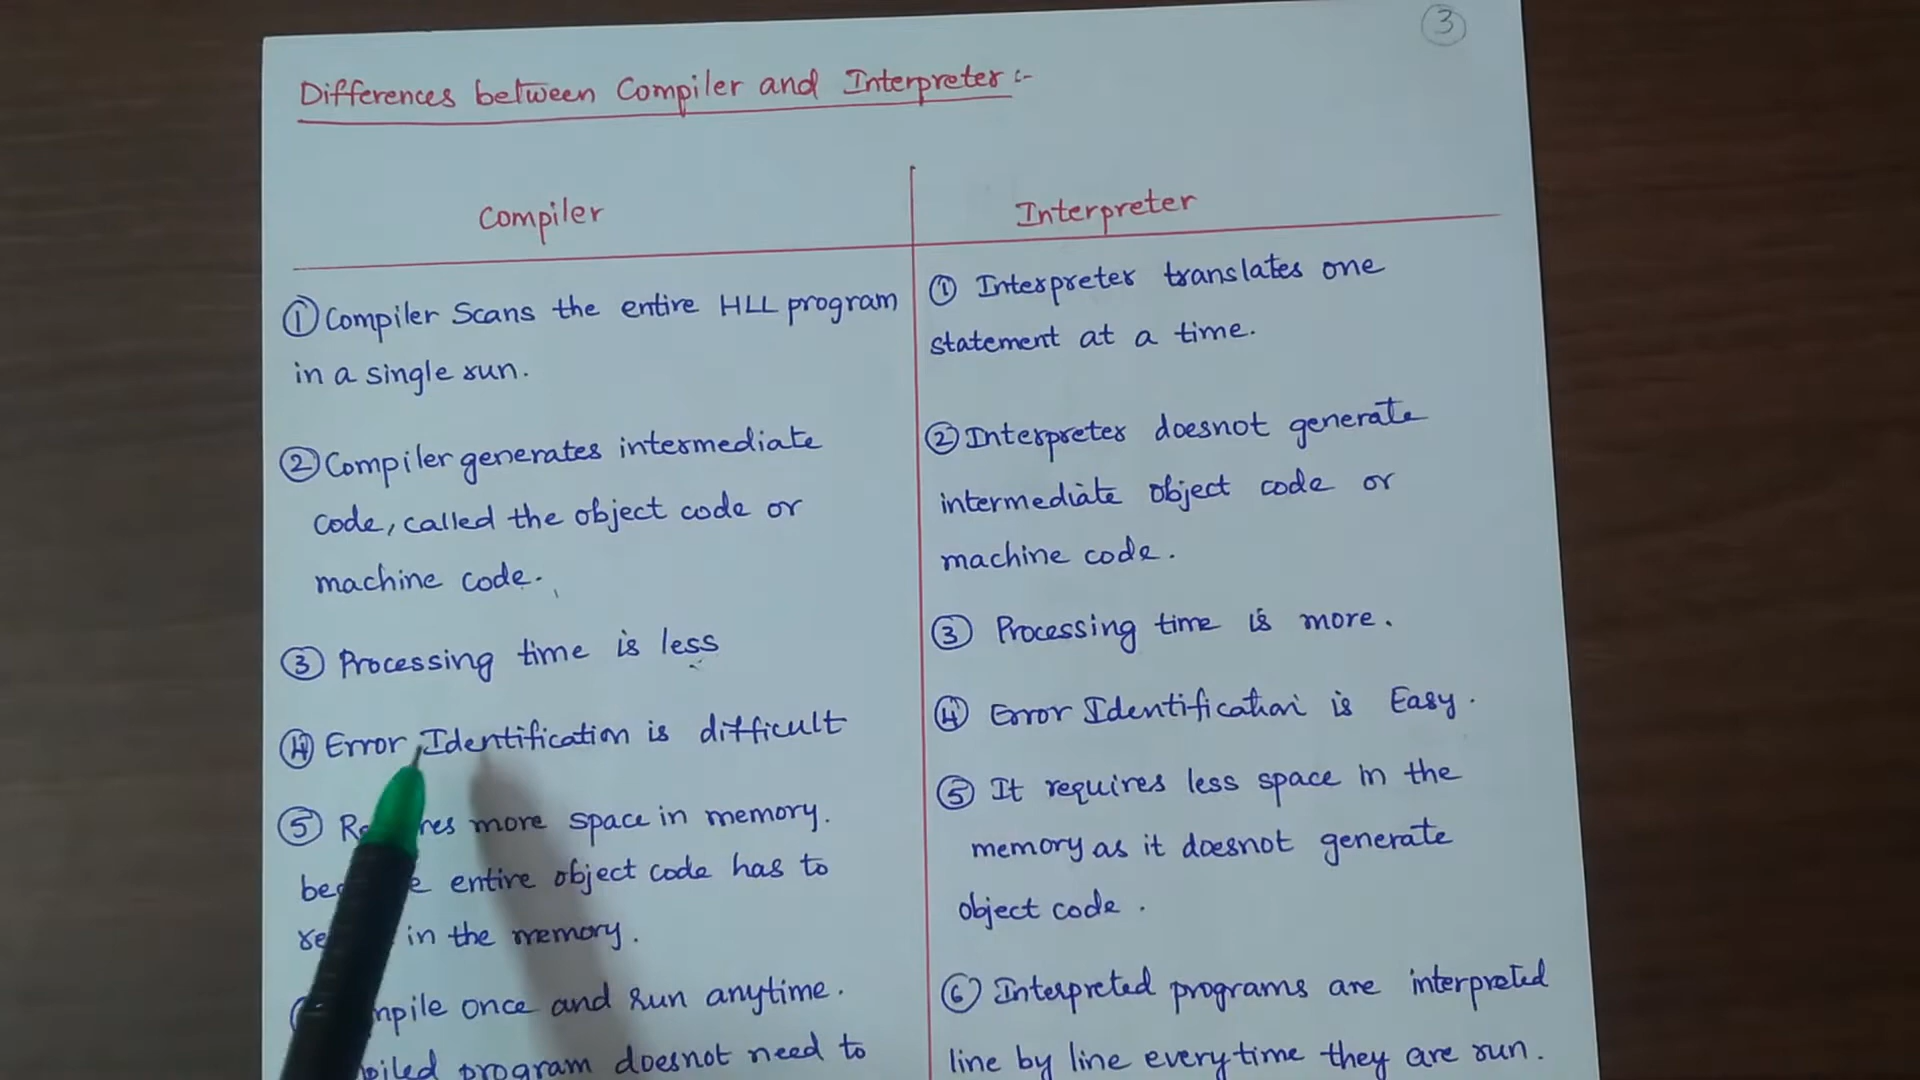 3
Differences between Compiler and Interpreter :-
Compiler
① Compiler Scans the entire HLL program
in a single run.
② Compiler generates intermediate
code, called the object code or
machine code.
③ Processing time is less
④ Error Identification is difficult
⑤ more space in memory.
entire object code has to
in the memory.
once and run anytime.
program doesnot need to
Interpreter
① Interpreter translates one
statement at a time.
② Interpreter doesnot generate
intermediate object code or
machine code.
③ Processing time is more.
④ Error Identification is Easy.
⑤ It requires less space in the
memory as it doesnot generate
object code.
⑥ Interpreted programs are interpreted
line by line everytime they are run.